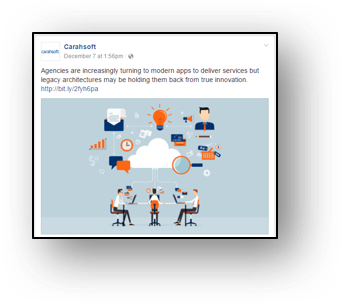 carahsoft
Carahsoft
December 7 at 1:56pm ·
Agencies are increasingly turning to modern apps to deliver services but
legacy architectures may be holding them back from true innovation.
http://bit.ly/2fyh6pa